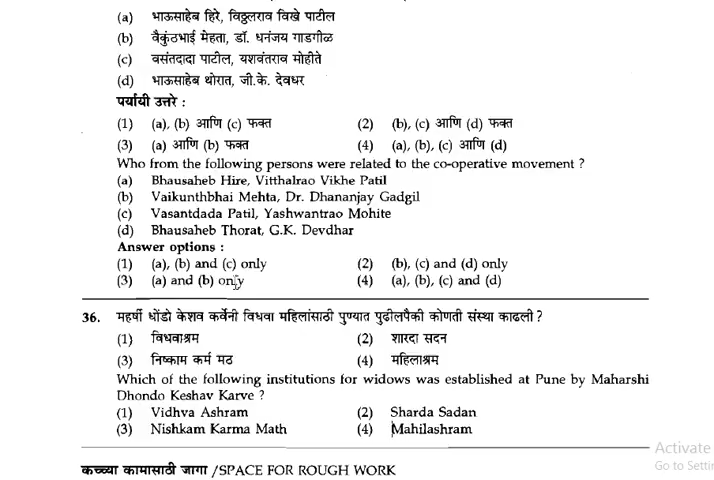 (a) भाऊसाहेब हिरे, विठ्ठलराव विखे पाटील
(b) वैकुंठभाई मेहता, डॉ. धनंजय गाडगीळ
(c) वसंतदादा पाटील, यशवंतराव मोहीते
(d) भाऊसाहेब थोरात, जी.के. देवधर
पर्यायी उत्तरे :
(1) (a), (b) आणि (c) फक्त (2) (b), (c) आणि (d) फक्त
(3) (a) आणि (b) फक्त (4) (a), (b), (c) आणि (d)
Who from the following persons were related to the co-operative movement ?
(a) Bhausaheb Hire, Vitthalrao Vikhe Patil
(b) Vaikunthbhai Mehta, Dr. Dhananjay Gadgil
(c) Vasantdada Patil, Yashwantrao Mohite
(d) Bhausaheb Thorat, G.K. Devdhar
Answer options :
(1) (a), (b) and (c) only (2) (b), (c) and (d) only
(3) (a) and (b) only (4) (a), (b), (c) and (d)
36. महर्षी धोंडो केशव कर्वेनी विधवा महिलांसाठी पुण्यात पुढीलपैकी कोणती संस्था काढली ?
(1) विधवाश्रम (2) शारदा सदन
(3) निष्काम कर्म मठ (4) महिलाश्रम
Which of the following institutions for widows was established at Pune by Maharshi
Dhondo Keshav Karve ?
(1) Vidhva Ashram (2) Sharda Sadan
(3) Nishkam Karma Math (4) Mahilashram
Activate
Go to Settin
कच्च्या कामासाठी जागा /SPACE FOR ROUGH WORK